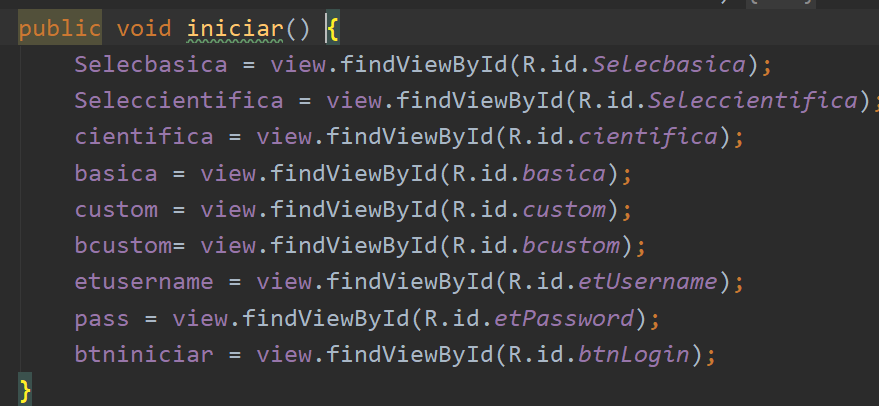 public void iniciar() {
Selecbasica = view.findViewById(R.id.Selecbasica);
Seleccientifica = view.findViewById(R.id.Seleccientifica);
cientifica = view.findViewById(R.id.cientifica);
basica = view.findViewById(R.id.basica);
custom = view.findViewById(R.id.custom);
bcustom= view.findViewById(R.id.bcustom);
etusername = view.findViewById(R.id.etUsername);
pass = view.findViewById(R.id.etPassword);
btniniciar = view.findViewById(R.id.btnLogin);
}